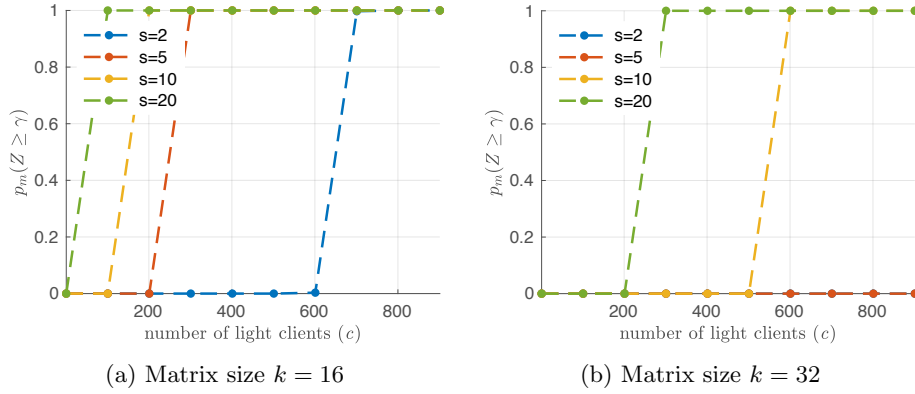 1
0.8
0.6
0.4
0.2
0
s=2
s=5
s=10
s=20
200 400 600 800
p_m(Z ≥ γ)
number of light clients (c)
(a) Matrix size k = 16
1
0.8
0.6
0.4
0.2
0
s=2
s=5
s=10
s=20
200 400 600 800
p_m(Z ≥ γ)
number of light clients (c)
(b) Matrix size k = 32